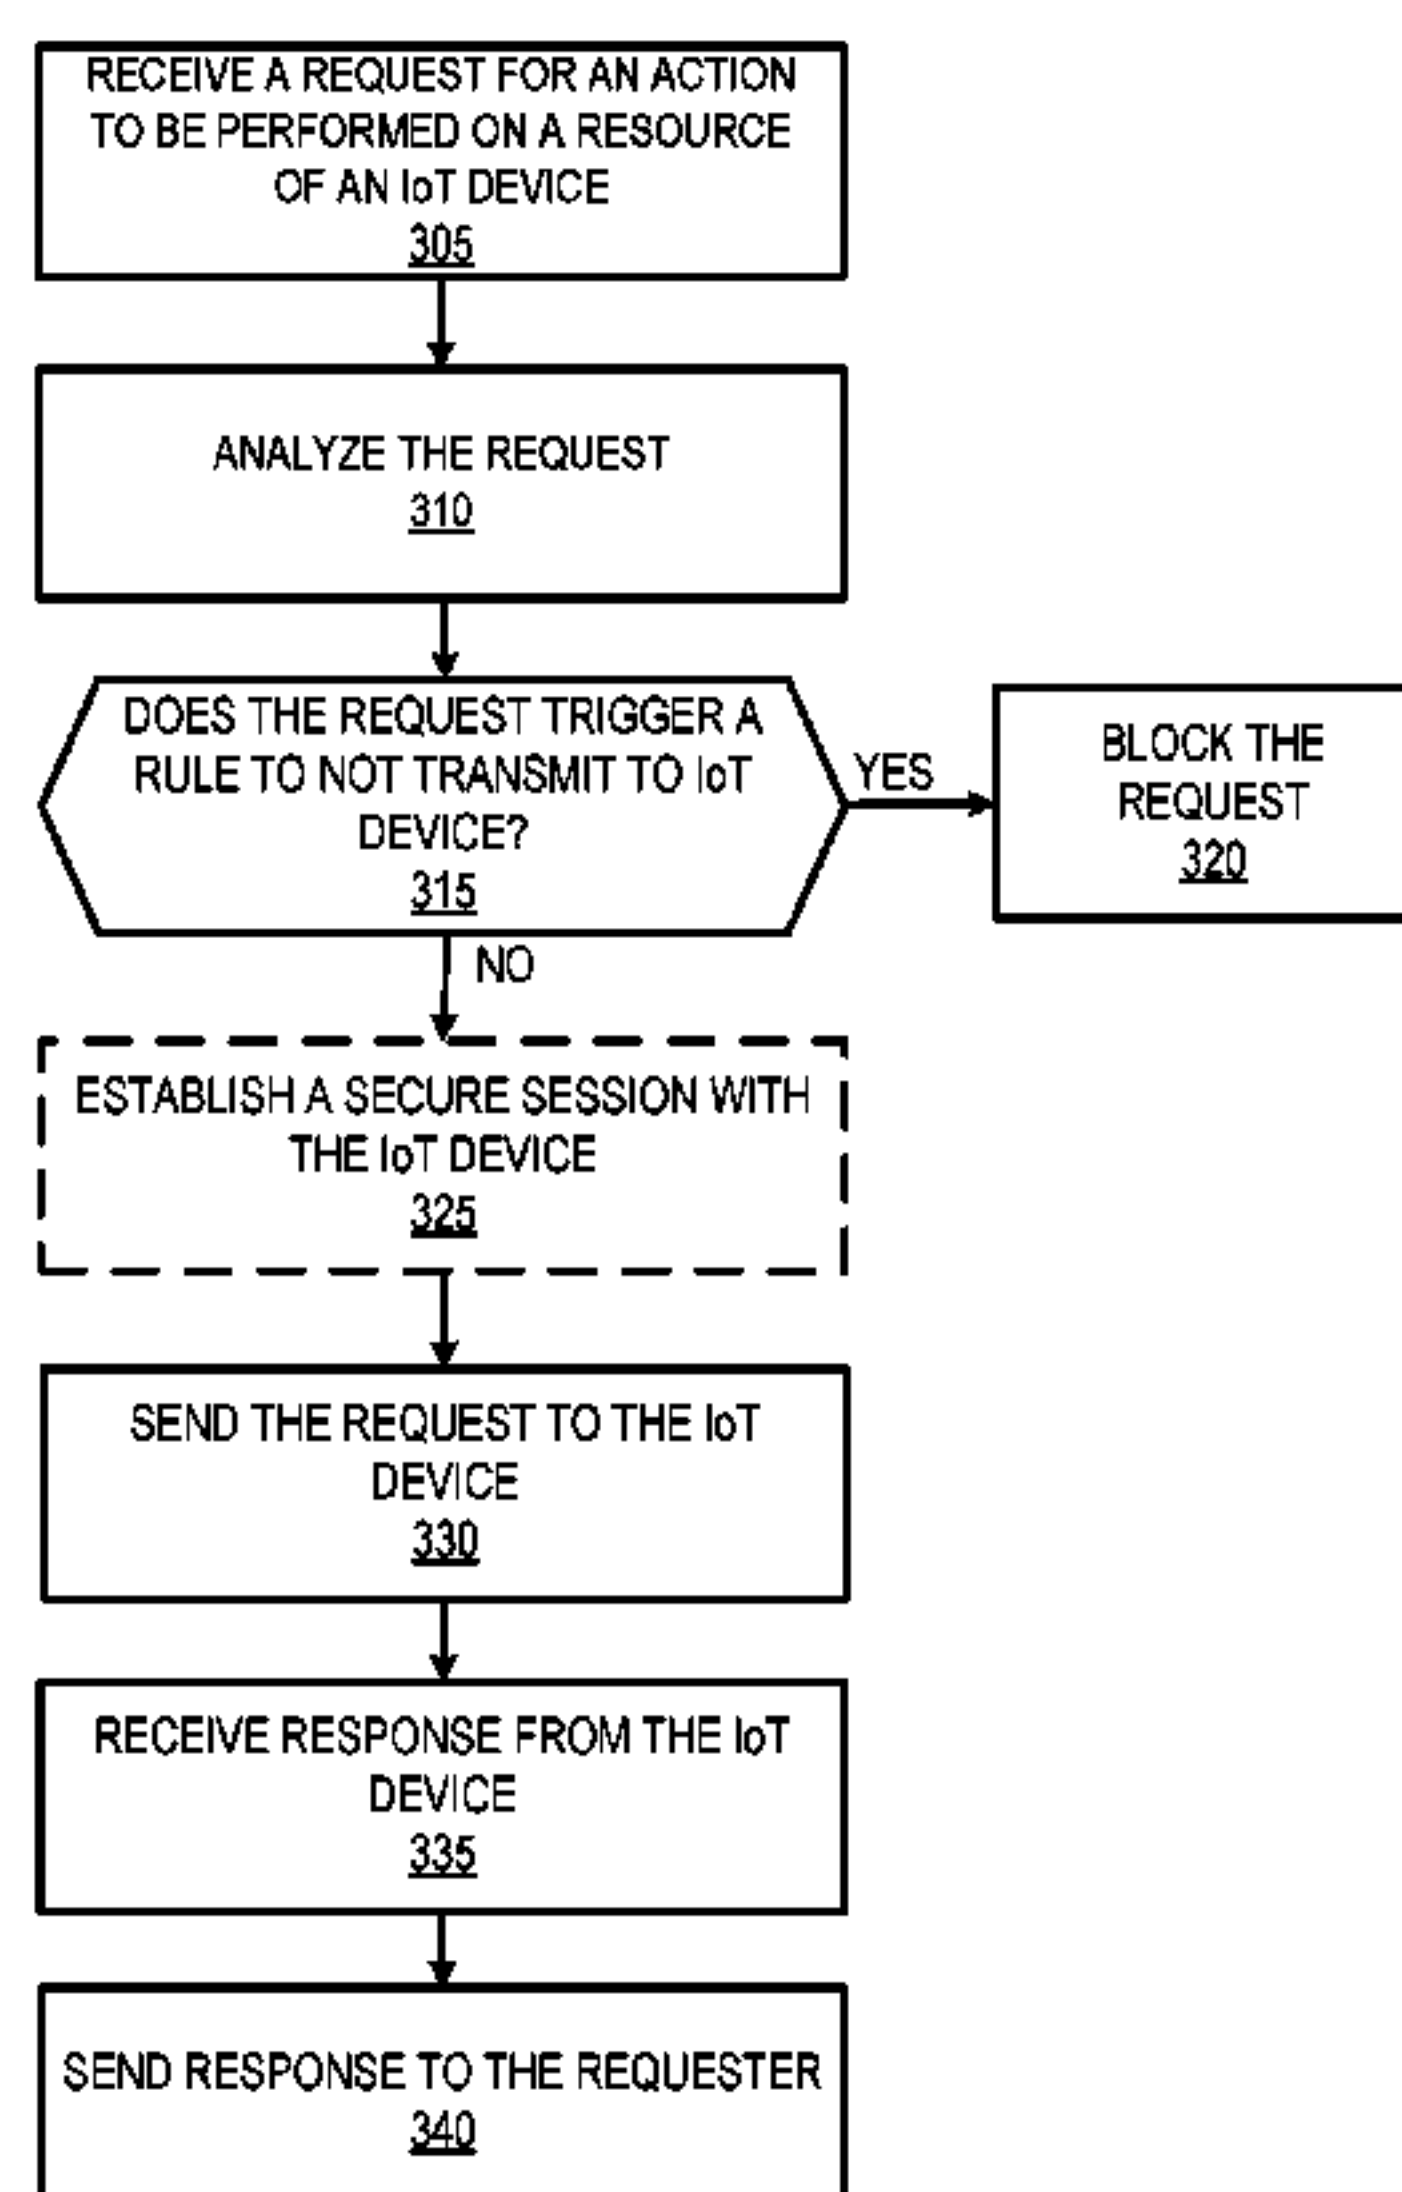 RECEIVE A REQUEST FOR AN ACTION
TO BE PERFORMED ON A RESOURCE
OF AN IoT DEVICE
305
ANALYZE THE REQUEST
310
DOES THE REQUEST TRIGGER A
RULE TO NOT TRANSMIT TO IoT
DEVICE?
315
YES
BLOCK THE
REQUEST
320
NO
ESTABLISH A SECURE SESSION WITH
THE IoT DEVICE
325
SEND THE REQUEST TO THE IoT
DEVICE
330
RECEIVE RESPONSE FROM THE IoT
DEVICE
335
SEND RESPONSE TO THE REQUESTER
340